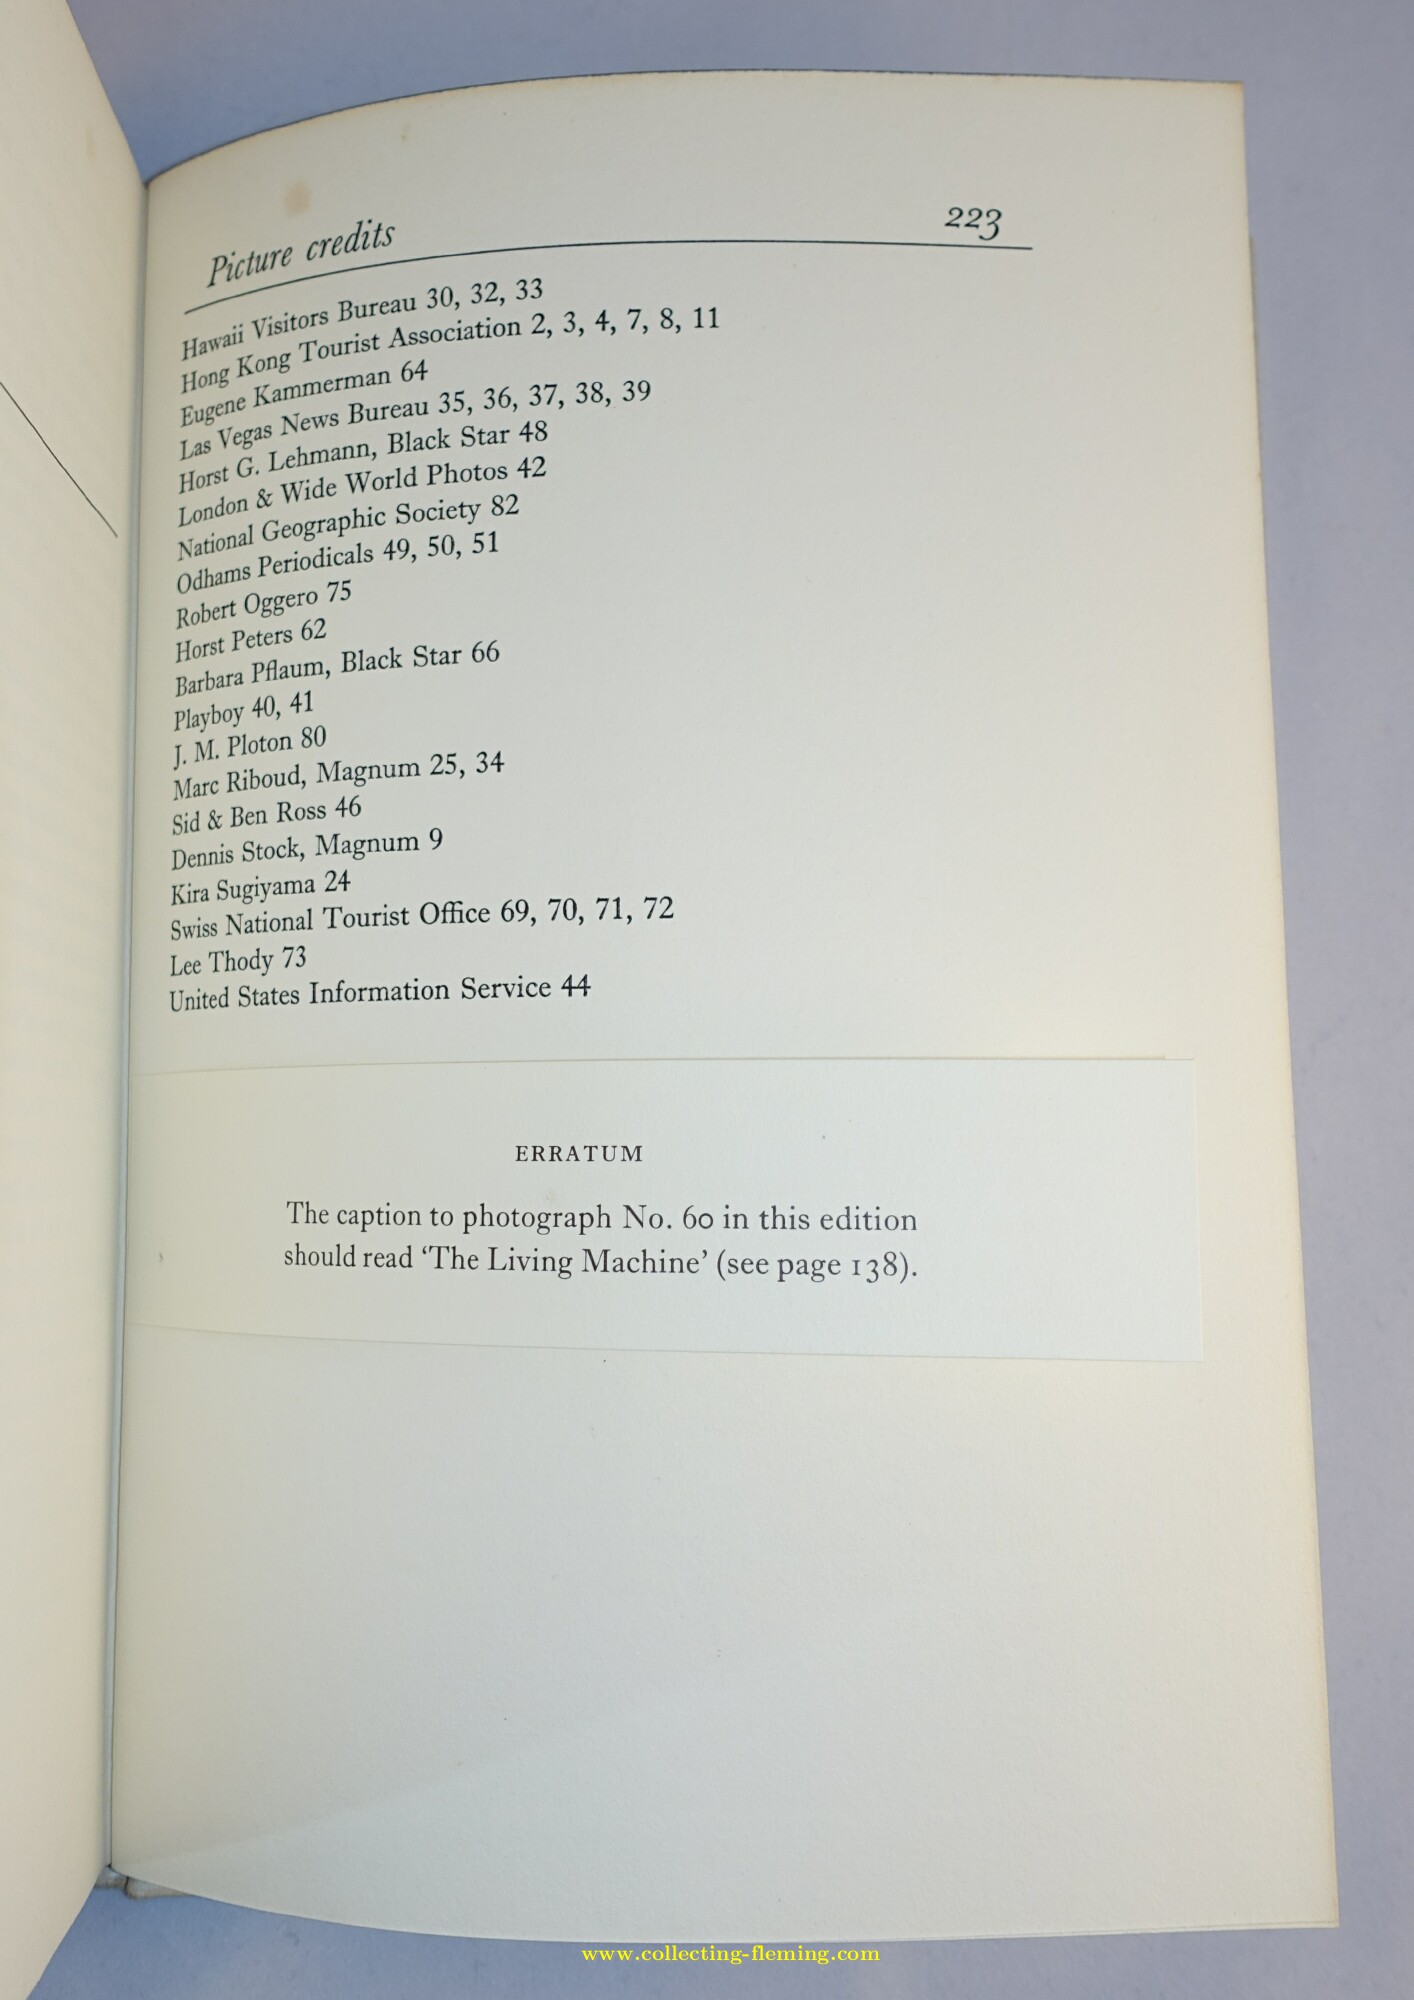 Picture credits 223
Hawaii Visitors Bureau 30, 32, 33
Hong Kong Tourist Association 2, 3, 4, 7, 8, 11
Eugene Kammerman 64
Las Vegas News Bureau 35, 36, 37, 38, 39
Horst G. Lehmann, Black Star 48
London & Wide World Photos 42
National Geographic Society 82
Odhams Periodicals 49, 50, 51
Robert Oggero 75
Horst Peters 62
Barbara Pflaum, Black Star 66
Playboy 40, 41
J. M. Ploton 80
Marc Riboud, Magnum 25, 34
Sid & Ben Ross 46
Dennis Stock, Magnum 9
Kira Sugiyama 24
Swiss National Tourist Office 69, 70, 71, 72
Lee Thody 73
United States Information Service 44
ERRATUM
The caption to photograph No. 60 in this edition
should read ‘The Living Machine’ (see page 138).
www.collecting-fleming.com